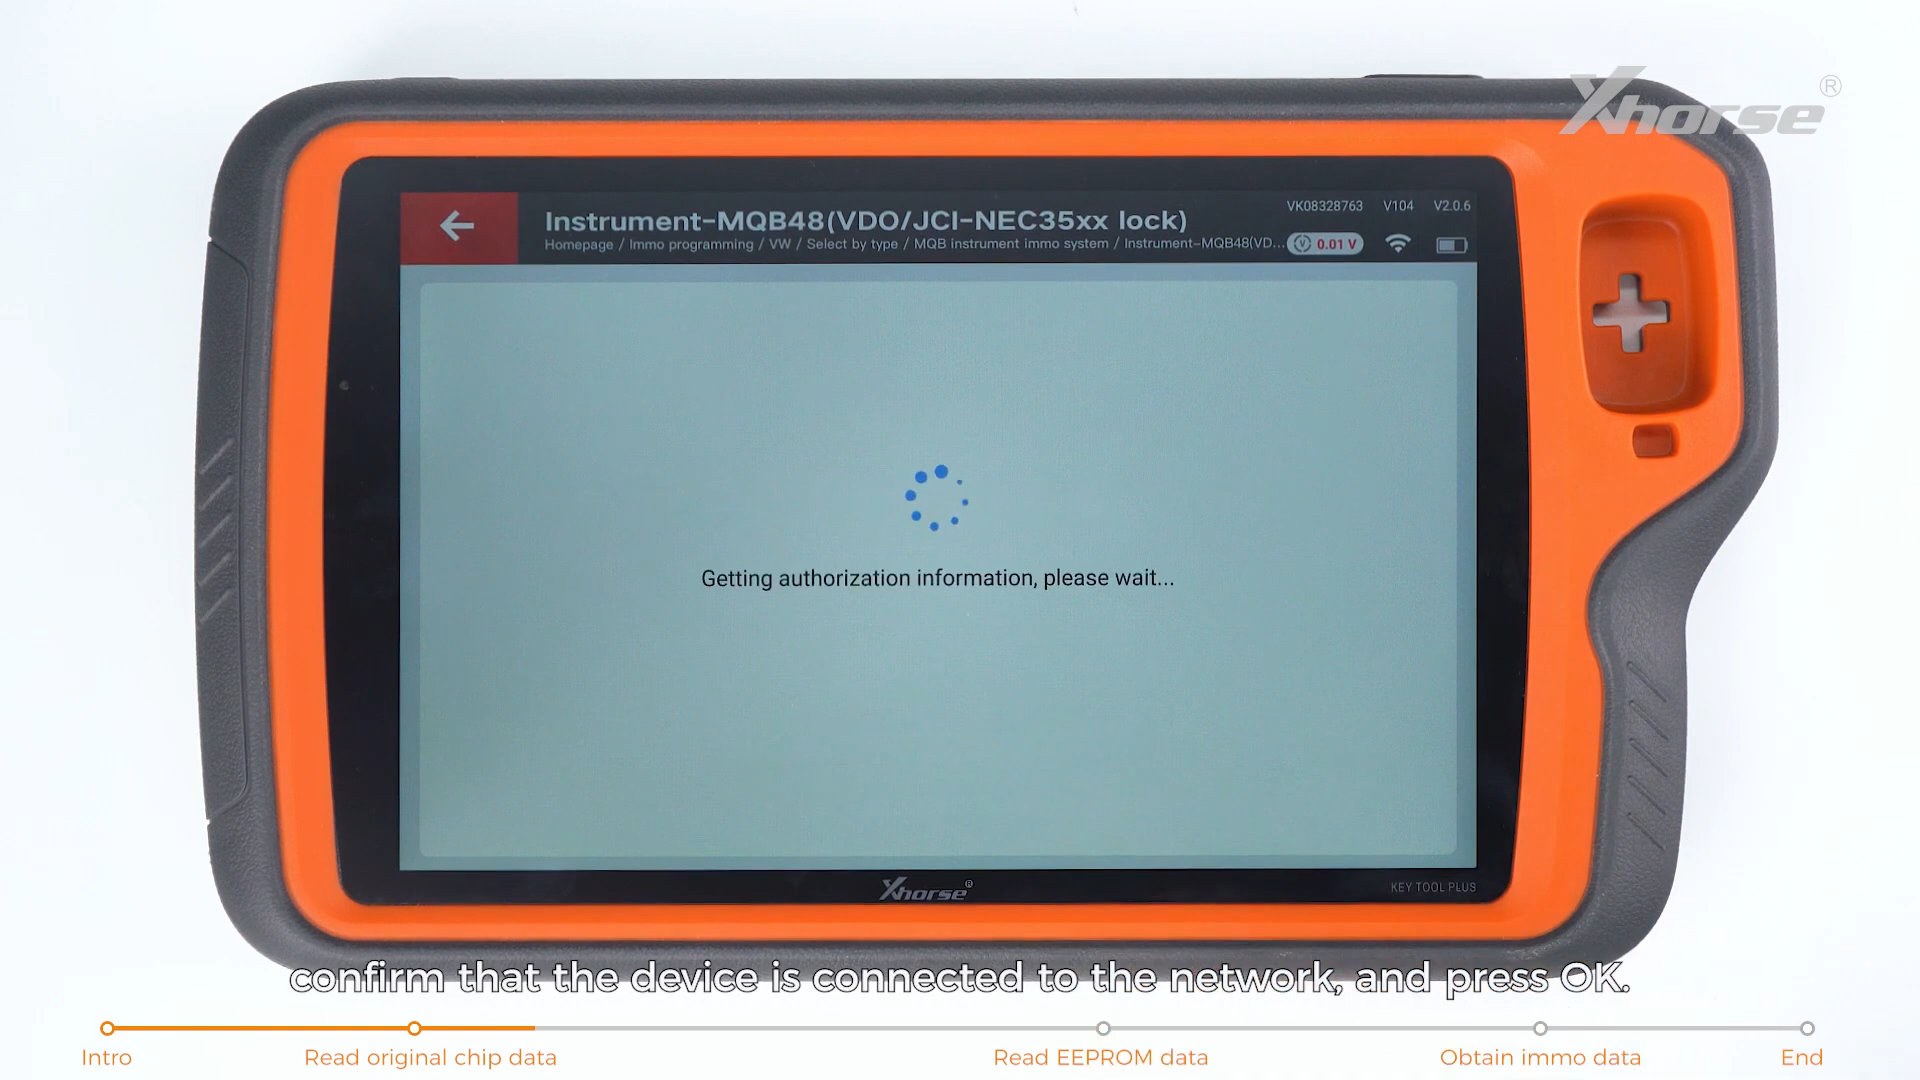 Xhorse®
Instrument-MQB48(VDO/JCI-NEC35xx lock)
VK08328763 V104 V2.0.6
Homepage / Immo programming / VW / Select by type / MQB instrument immo system / Instrument-MQB48(VD...
0.01 V
Getting authorization information, please wait...
Xhorse®
KEY TOOL PLUS
confirm that the device is connected to the network, and press OK.
Intro
Read original chip data
Read EEPROM data
Obtain immo data
End